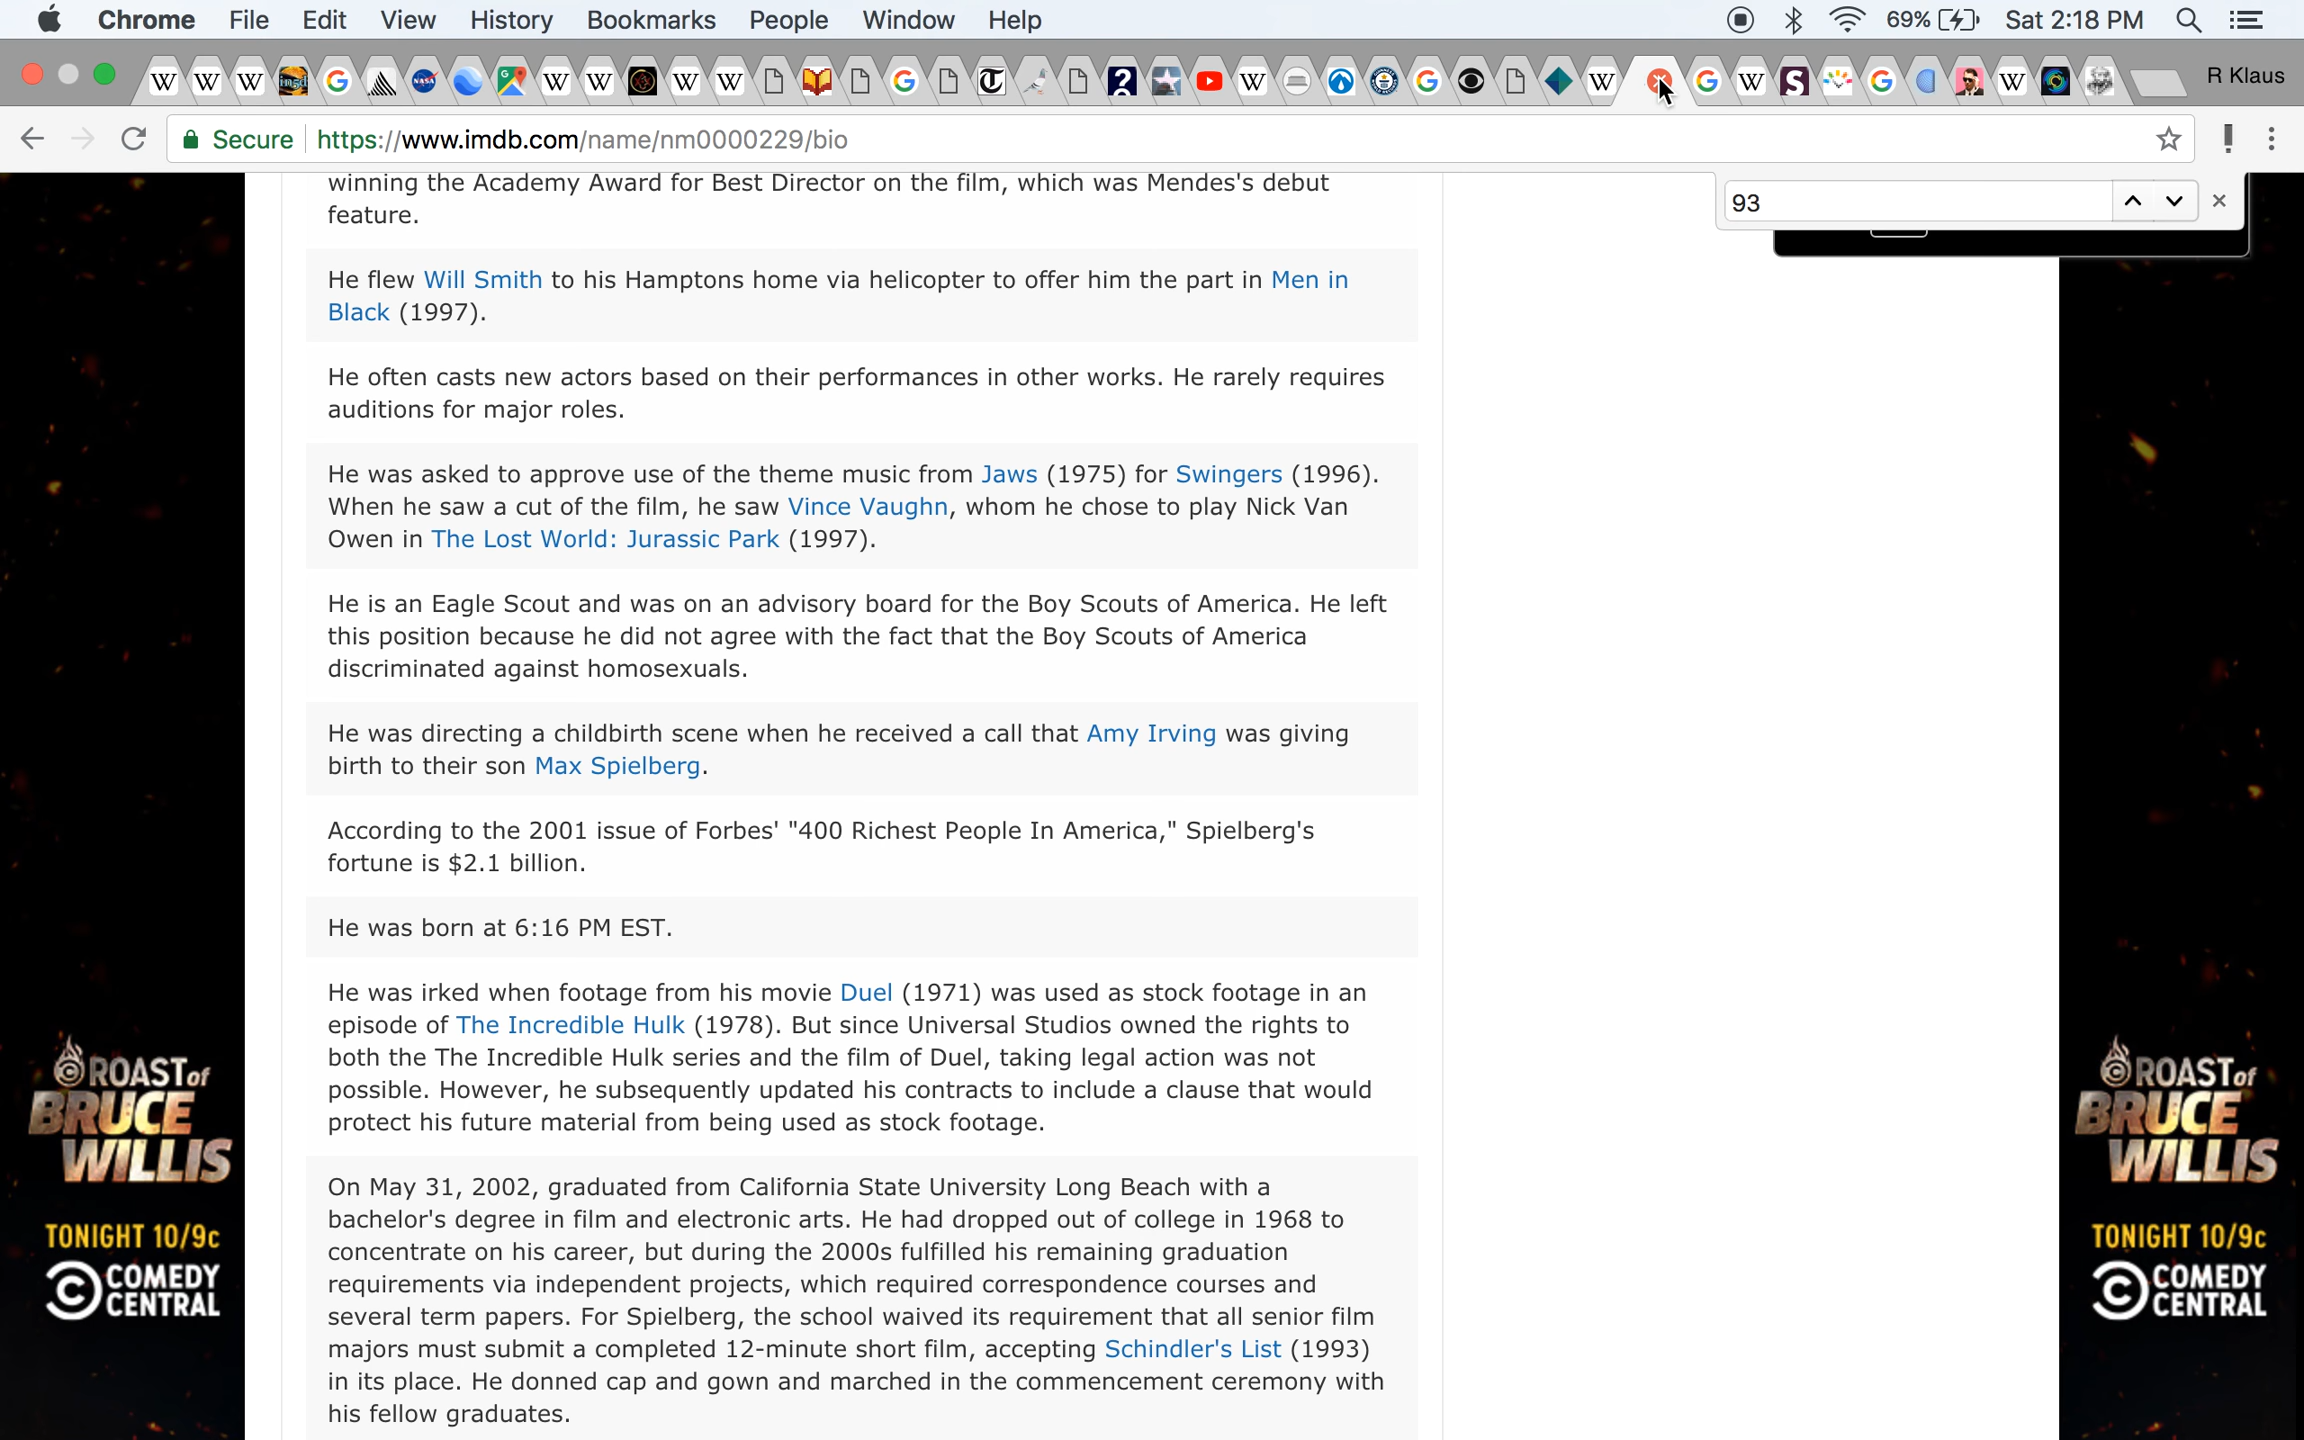 Chrome File Edit View History Bookmarks People Window Help 69% Sat 2:18 PM
R Klaus
Secure https://www.imdb.com/name/nm0000229/bio
93
winning the Academy Award for Best Director on the film, which was Mendes's debut
feature.
He flew Will Smith to his Hamptons home via helicopter to offer him the part in Men in
Black (1997).
He often casts new actors based on their performances in other works. He rarely requires
auditions for major roles.
He was asked to approve use of the theme music from Jaws (1975) for Swingers (1996).
When he saw a cut of the film, he saw Vince Vaughn, whom he chose to play Nick Van
Owen in The Lost World: Jurassic Park (1997).
He is an Eagle Scout and was on an advisory board for the Boy Scouts of America. He left
this position because he did not agree with the fact that the Boy Scouts of America
discriminated against homosexuals.
He was directing a childbirth scene when he received a call that Amy Irving was giving
birth to their son Max Spielberg.
According to the 2001 issue of Forbes' "400 Richest People In America," Spielberg's
fortune is $2.1 billion.
He was born at 6:16 PM EST.
He was irked when footage from his movie Duel (1971) was used as stock footage in an
episode of The Incredible Hulk (1978). But since Universal Studios owned the rights to
both the The Incredible Hulk series and the film of Duel, taking legal action was not
possible. However, he subsequently updated his contracts to include a clause that would
protect his future material from being used as stock footage.
On May 31, 2002, graduated from California State University Long Beach with a
bachelor's degree in film and electronic arts. He had dropped out of college in 1968 to
concentrate on his career, but during the 2000s fulfilled his remaining graduation
requirements via independent projects, which required correspondence courses and
several term papers. For Spielberg, the school waived its requirement that all senior film
majors must submit a completed 12-minute short film, accepting Schindler's List (1993)
in its place. He donned cap and gown and marched in the commencement ceremony with
his fellow graduates.
ROAST of
BRUCE
WILLIS
TONIGHT 10/9c
COMEDY
CENTRAL
ROAST of
BRUCE
WILLIS
TONIGHT 10/9c
COMEDY
CENTRAL